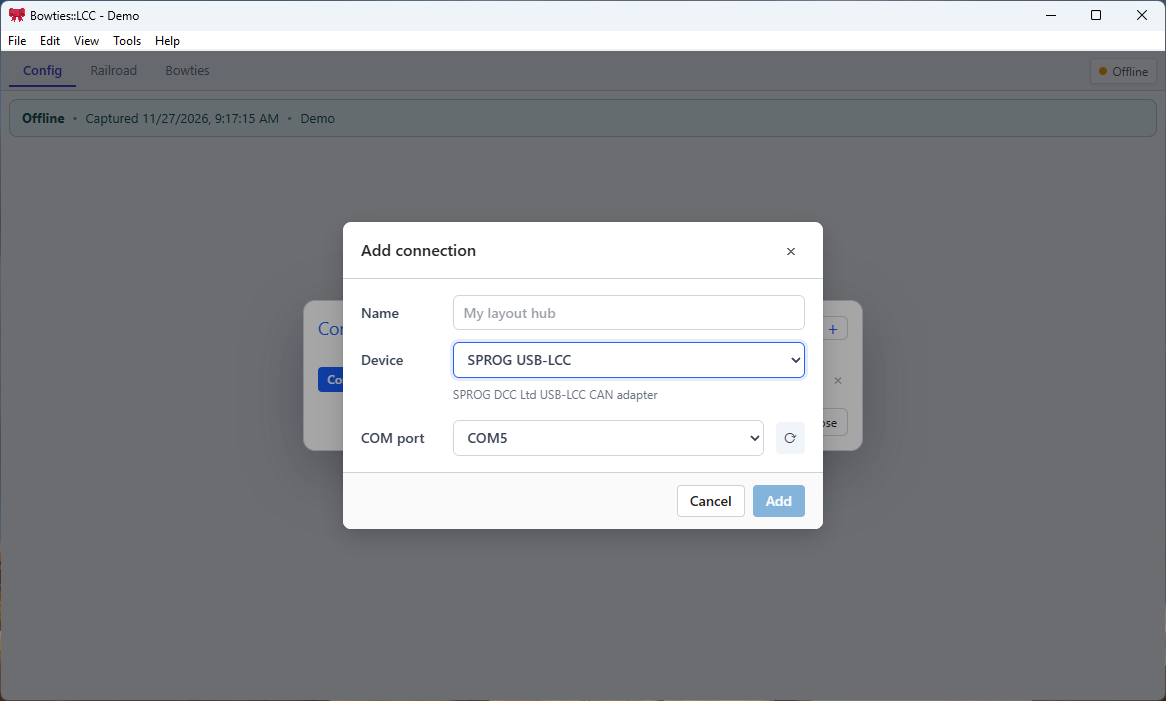 Bowties::LCC - Demo
File Edit View Tools Help
Config Railroad Bowties Offline
Offline • Captured 11/27/2026, 9:17:15 AM • Demo
Add connection ×
Name My layout hub
Device SPROG USB-LCC
SPROG DCC Ltd USB-LCC CAN adapter
COM port COM5
Cancel Add
+
×